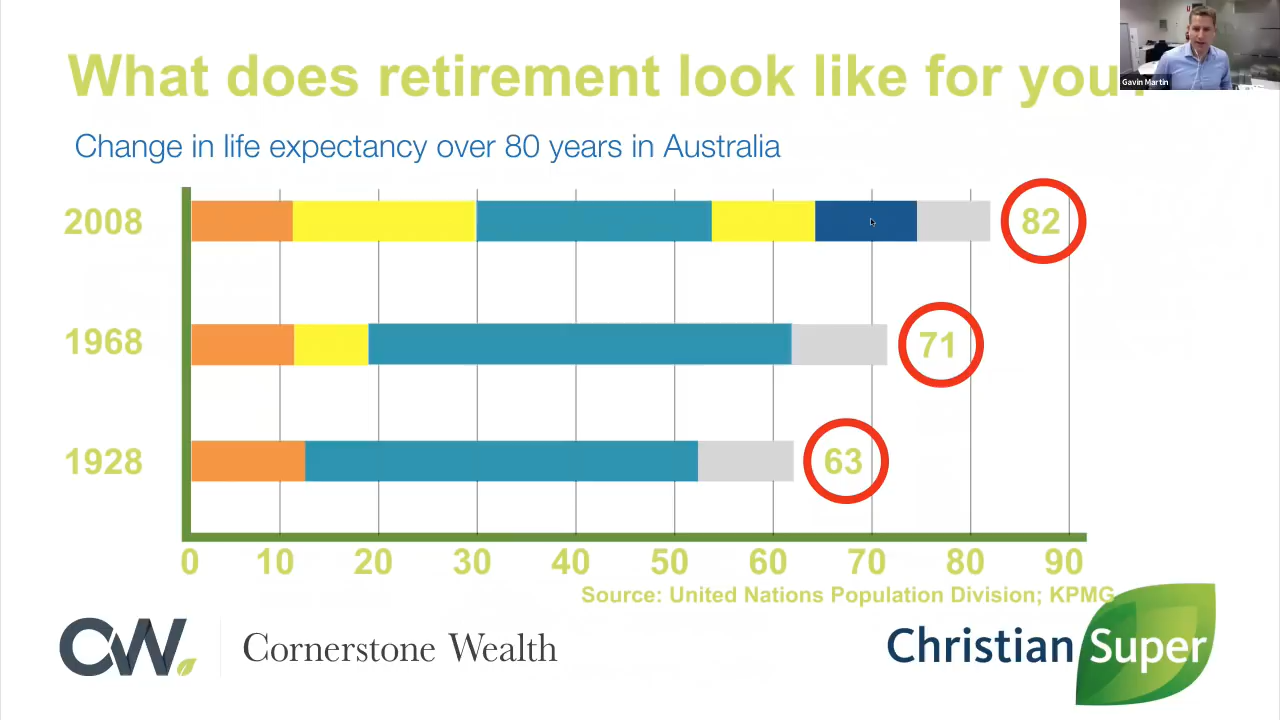 What does retirement look like for you
Gavin Martin
Change in life expectancy over 80 years in Australia
2008
82
1968
71
1928
63
0 10 20 30 40 50 60 70 80 90
Source: United Nations Population Division; KPMG
CW. Cornerstone Wealth
Christian Super